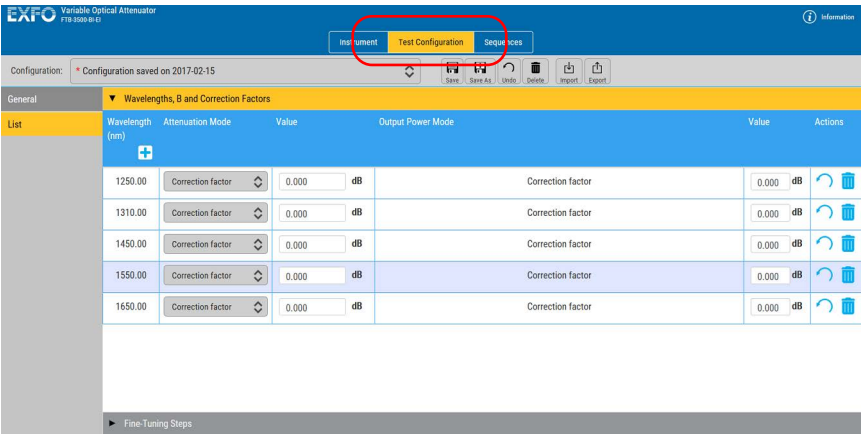 EXFO Variable Optical Attenuator
FTB-3500-BI-EI
Information
Instrument Test Configuration Sequences
Configuration: * Configuration saved on 2017-02-15
Save Save As Undo Delete Import Export
General
List
▼ Wavelengths, B and Correction Factors
Wavelength (nm) Attenuation Mode Value Output Power Mode Value Actions
1250.00 Correction factor 0.000 dB Correction factor 0.000 dB
1310.00 Correction factor 0.000 dB Correction factor 0.000 dB
1450.00 Correction factor 0.000 dB Correction factor 0.000 dB
1550.00 Correction factor 0.000 dB Correction factor 0.000 dB
1650.00 Correction factor 0.000 dB Correction factor 0.000 dB
► Fine-Tuning Steps